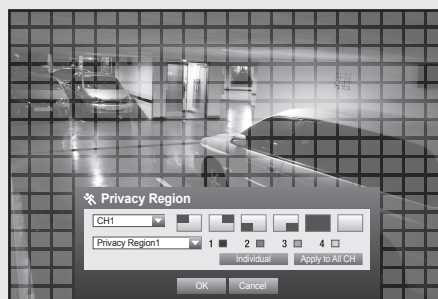 Privacy Region
CH1
Privacy Region1 1 2 3 4
Individual Apply to All CH
OK Cancel